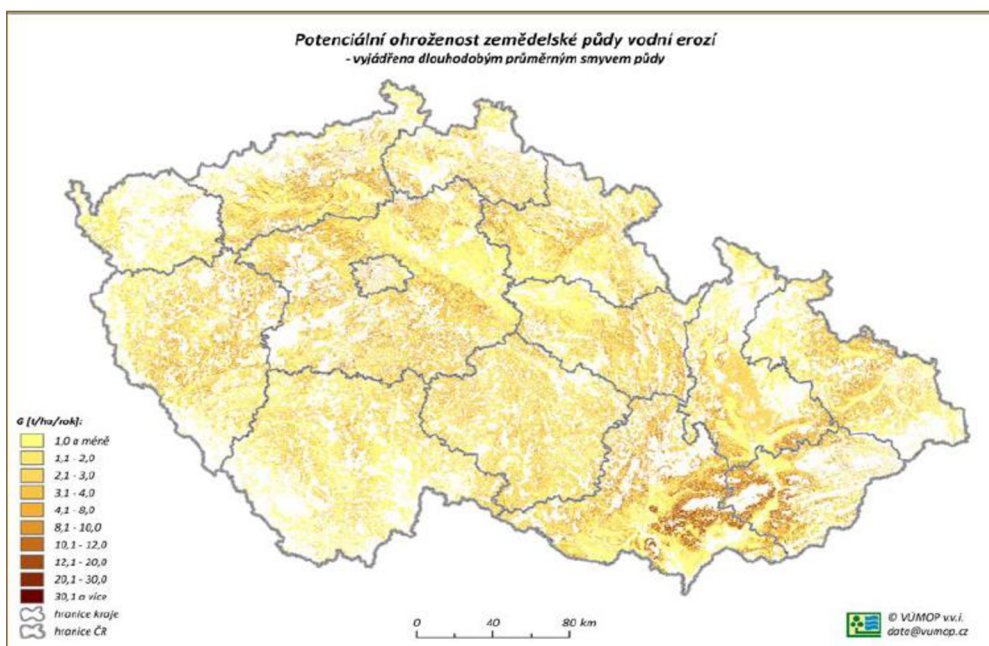 Potenciální ohroženost zemědelské půdy vodní erozí
- vyjádřena dlouhodobým průměrným smyvem půdy
G [t/ha/rok]:
1,0 a méně
1,1 - 2,0
2,1 - 3,0
3,1 - 4,0
4,1 - 8,0
8,1 - 10,0
10,1 - 12,0
12,1 - 20,0
20,1 - 30,0
30,1 a více
hranice kraje
hranice ČR
0 40 80 km
© VÚMOP v.v.i.
data@vumop.cz